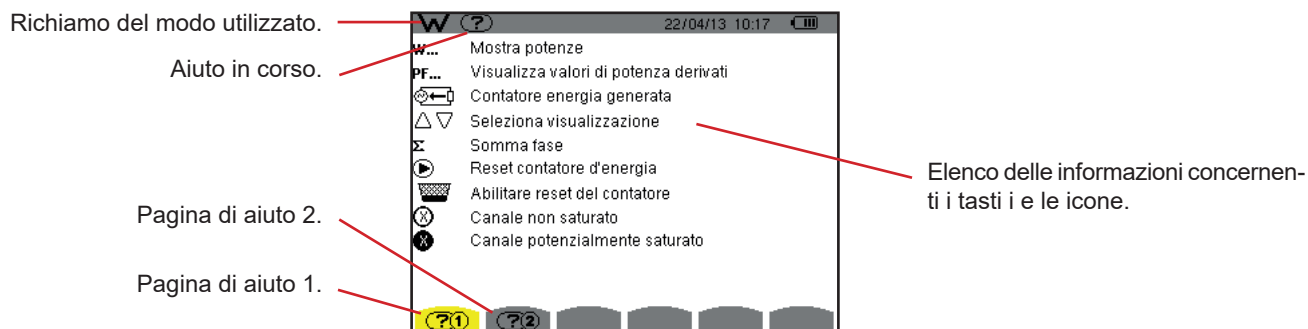 Richiamo del modo utilizzato.
W ? 22/04/13 10:17
Aiuto in corso.
W... Mostra potenze
PF... Visualizza valori di potenza derivati
Contatore energia generata
Seleziona visualizzazione
Σ Somma fase
Reset contatore d'energia
Abilitare reset del contatore
X Canale non saturato
X Canale potenzialmente saturato
Elenco delle informazioni concernen-
ti i tasti i e le icone.
Pagina di aiuto 2.
Pagina di aiuto 1.
?1 ?2